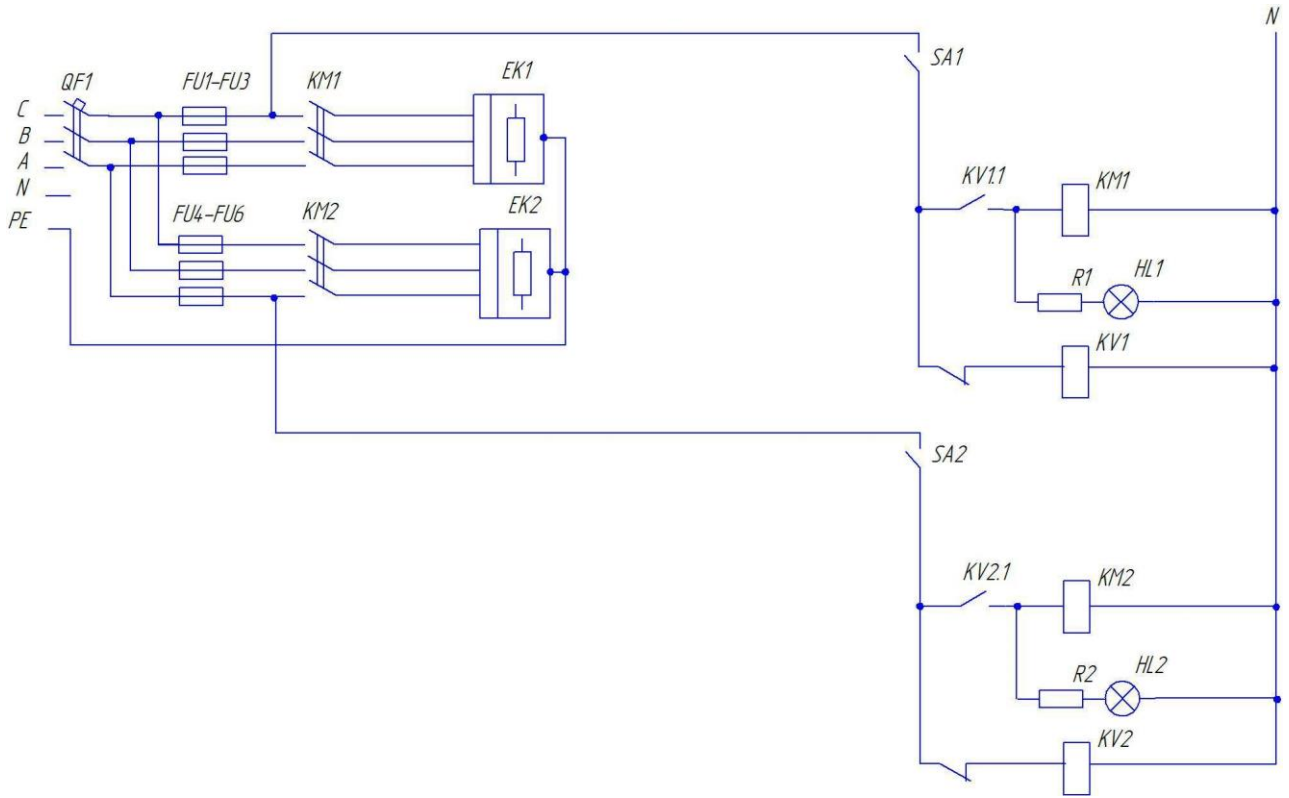 N
QF1
FU1-FU3
KM1
EK1
SA1
C
B
A
N
PE
FU4-FU6
KM2
EK2
KV1.1
KM1
R1
HL1
KV1
SA2
KV2.1
KM2
R2
HL2
KV2